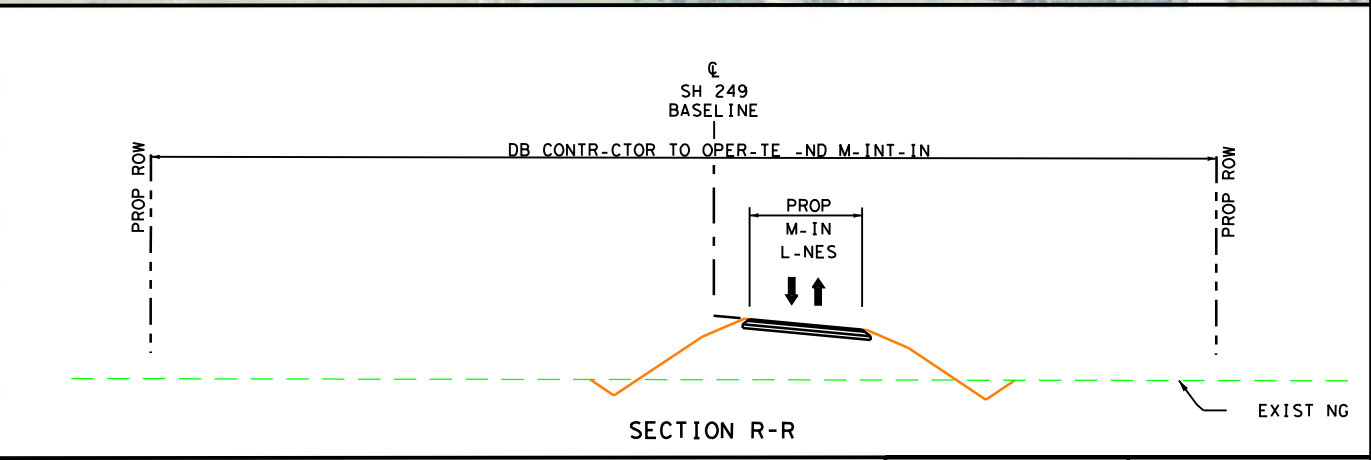 ℄
SH 249
BASELINE
DB CONTR-CTOR TO OPER-TE -ND M-INT-IN
PROP ROW
PROP ROW
PROP
M-IN
L-NES
EXIST NG
SECTION R-R